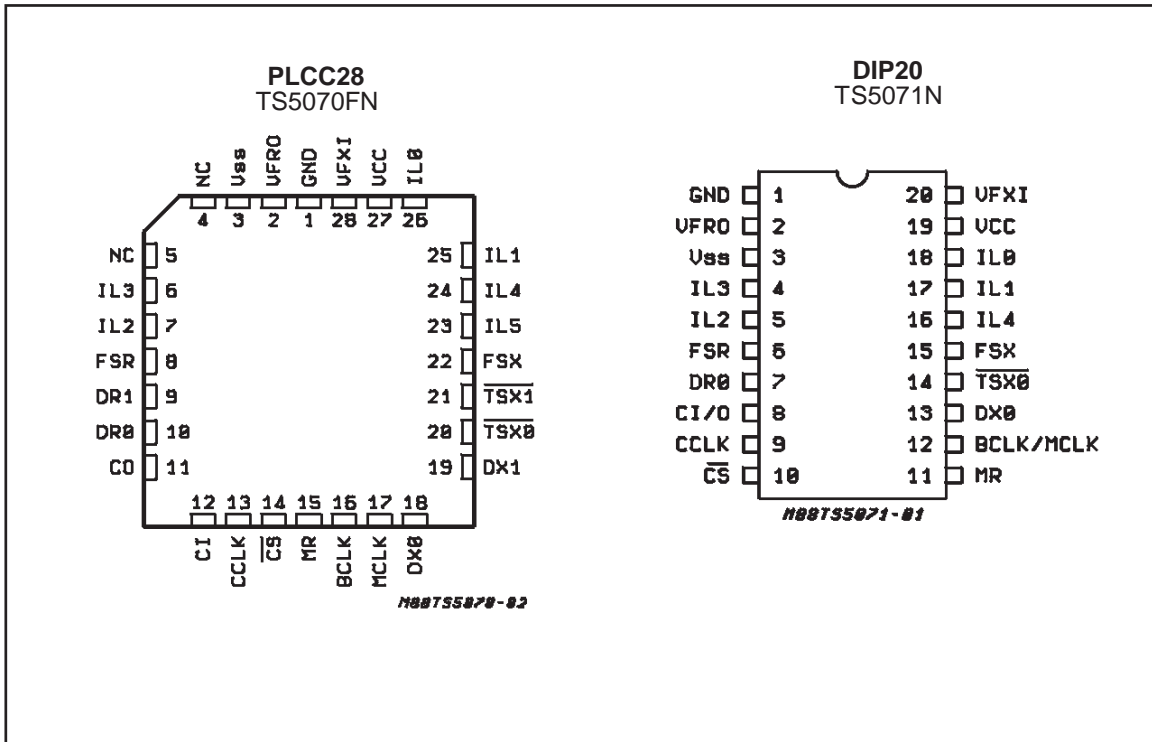 PLCC28
TS5070FN
NC Vss VFRO GND VFXI VCC IL0
4 3 2 1 28 27 26
NC 5 25 IL1
IL3 6 24 IL4
IL2 7 23 IL5
FSR 8 22 FSX
DR1 9 21 TSX1
DR0 10 20 TSX0
CO 11 19 DX1
12 13 14 15 16 17 18
CI CCLK CS MR BCLK MCLK DX0
M88TS5070-02
DIP20
TS5071N
GND 1 20 VFXI
VFRO 2 19 VCC
Vss 3 18 IL0
IL3 4 17 IL1
IL2 5 16 IL4
FSR 6 15 FSX
DR0 7 14 TSX0
CI/O 8 13 DX0
CCLK 9 12 BCLK/MCLK
CS 10 11 MR
M88TS5071-01